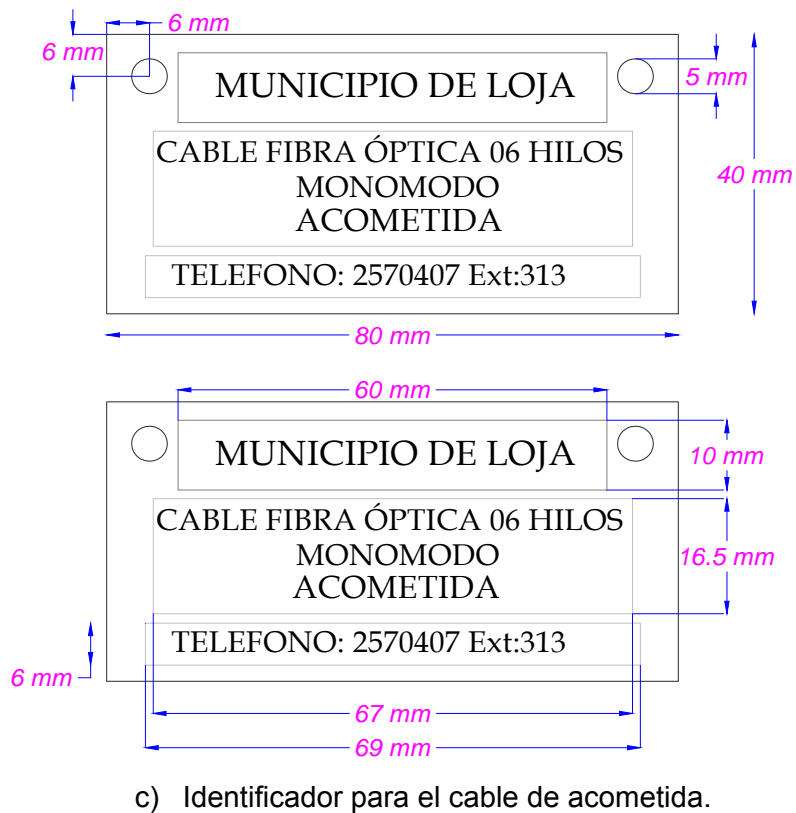 6 mm
6 mm
MUNICIPIO DE LOJA
5 mm
CABLE FIBRA ÓPTICA 06 HILOS
MONOMODO
ACOMETIDA
40 mm
TELEFONO: 2570407 Ext:313
80 mm
60 mm
MUNICIPIO DE LOJA
10 mm
CABLE FIBRA ÓPTICA 06 HILOS
MONOMODO
ACOMETIDA
16.5 mm
TELEFONO: 2570407 Ext:313
6 mm
67 mm
69 mm
c) Identificador para el cable de acometida.